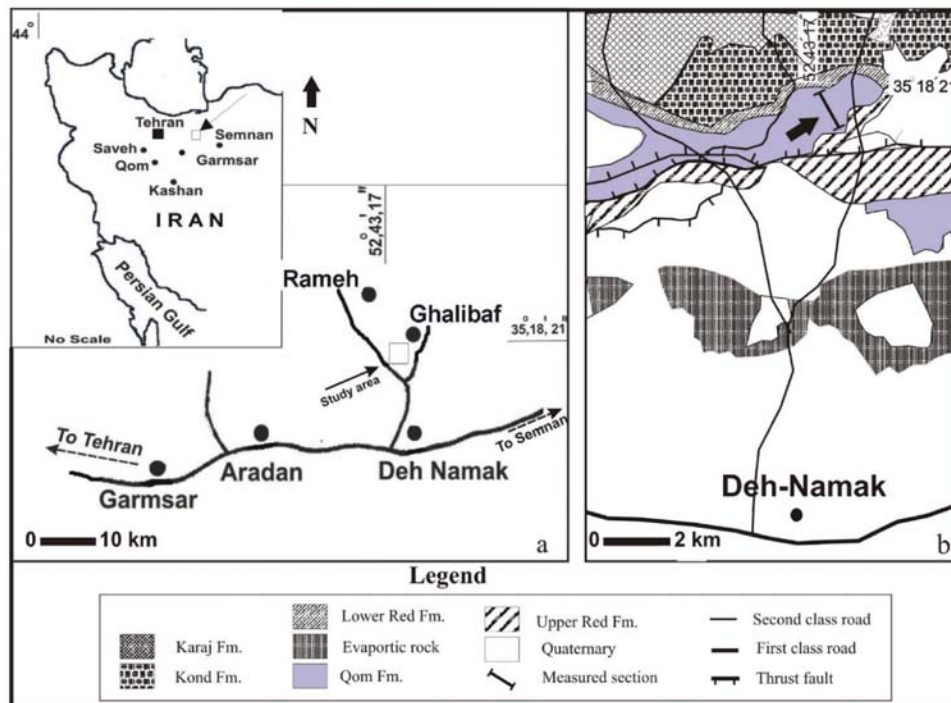 44°
Tehran
Semnan
Saveh
Garmsar
Qom
Kashan
IRAN
Persian Gulf
No Scale
N
52,43,17
° ' "
Rameh
Ghalibaf
° ' "
35,18, 21
Study area
To Tehran
To Semnan
Garmsar
Aradan
Deh Namak
0 10 km
a
52,43,17
35 18 21
Deh-Namak
0 2 km
b
Legend
Karaj Fm.
Kond Fm.
Lower Red Fm.
Evaportic rock
Qom Fm.
Upper Red Fm.
Quaternary
Measured section
Second class road
First class road
Thrust fault